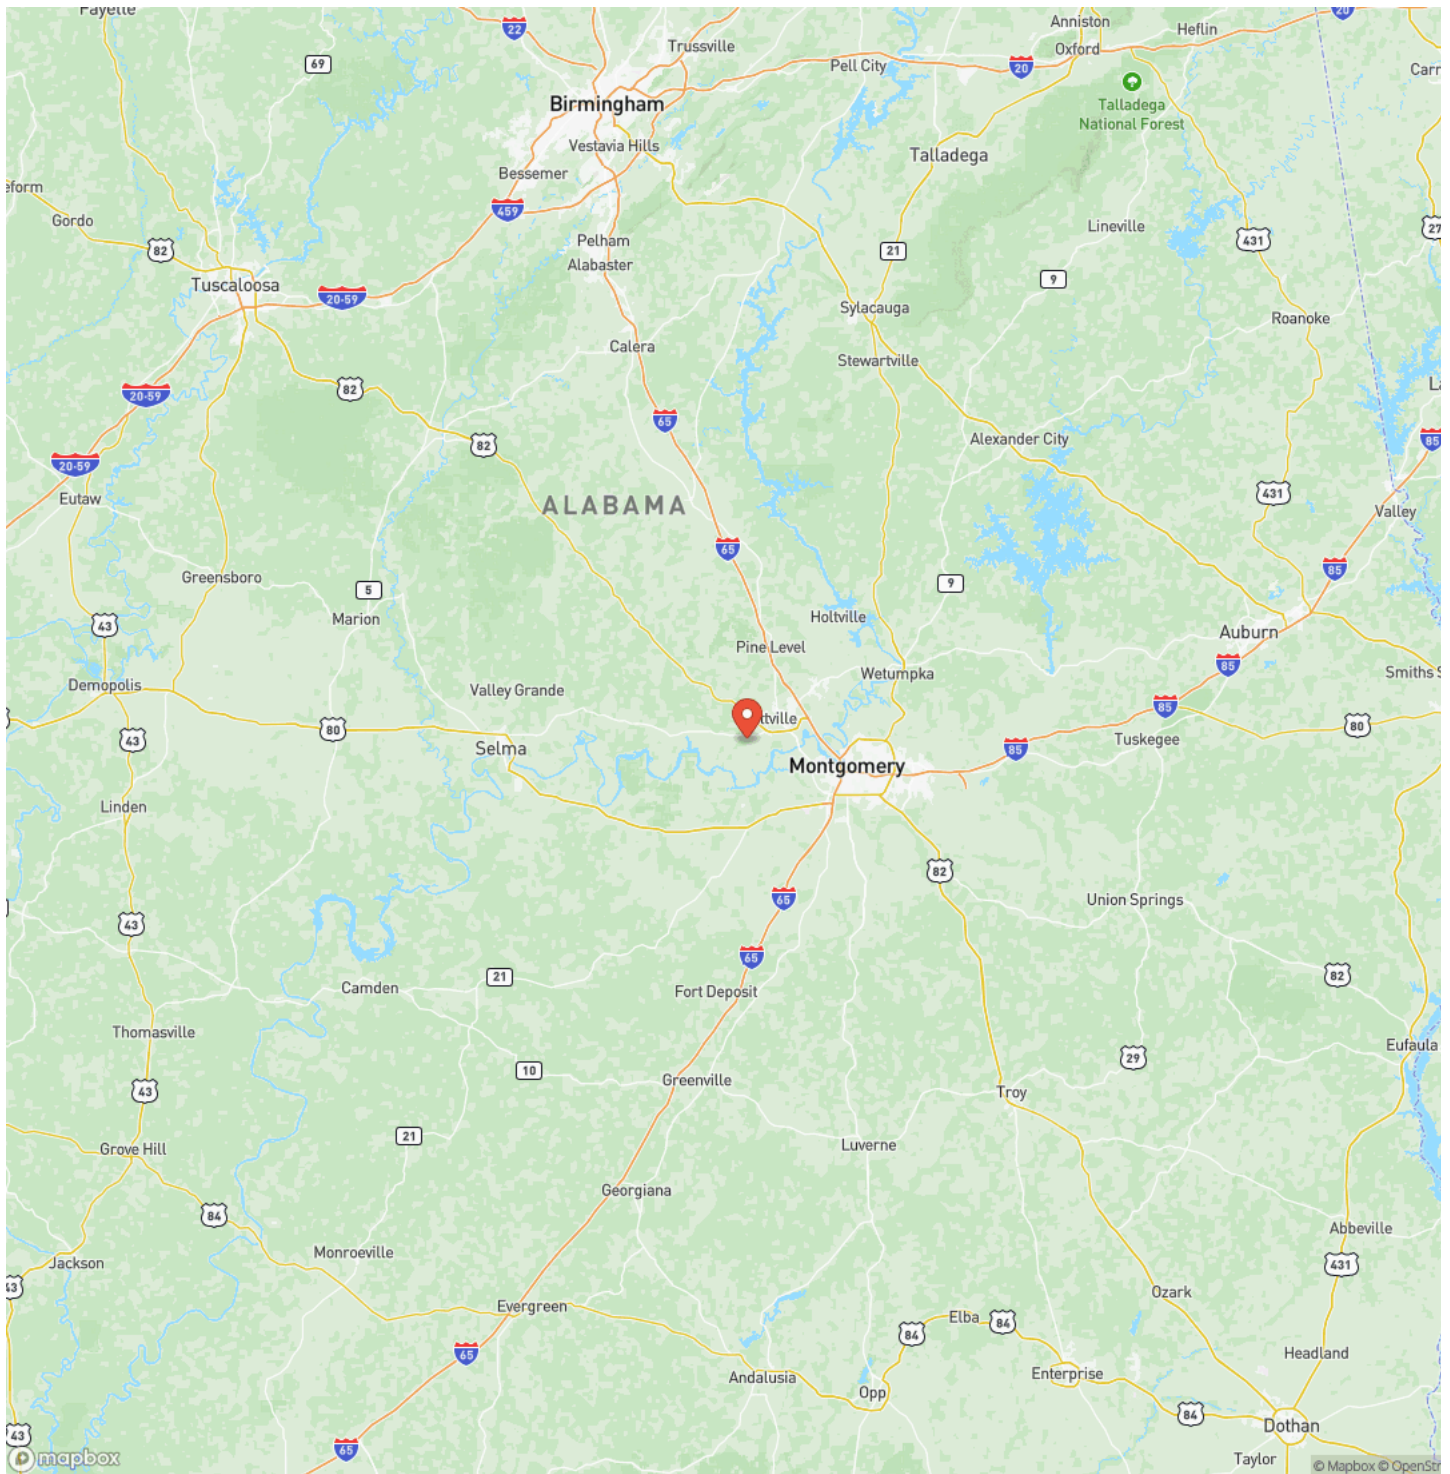 Fayette
22
Anniston
20
Heflin
69
Trussville
Oxford
Pell City
20
Carr
Birmingham
Talladega
National Forest
Vestavia Hills
Talladega
Bessemer
eform
459
Gordo
Lineville
27
82
Pelham
431
21
Alabaster
Tuscaloosa
9
20-59
Sylacauga
Roanoke
Calera
Stewartville
82
La
20-59
65
Alexander City
85
82
20-59
Eutaw
431
ALABAMA
Valley
65
85
Greensboro
9
5
Marion
Holtville
43
Auburn
Pine Level
85
Wetumpka
Smiths S
Demopolis
Valley Grande
85
ttville
80
80
43
Selma
85
Tuskegee
Montgomery
Linden
82
65
Union Springs
43
65
82
21
Camden
Fort Deposit
Thomasville
Eufaula
29
10
Greenville
43
Troy
21
Grove Hill
Luverne
Georgiana
84
Abbeville
Monroeville
Jackson
431
43
Ozark
Evergreen
Elba
84
84
65
Headland
Andalusia
Enterprise
Opp
84
Dothan
43
65
mapbox
Taylor
© Mapbox © OpenStr